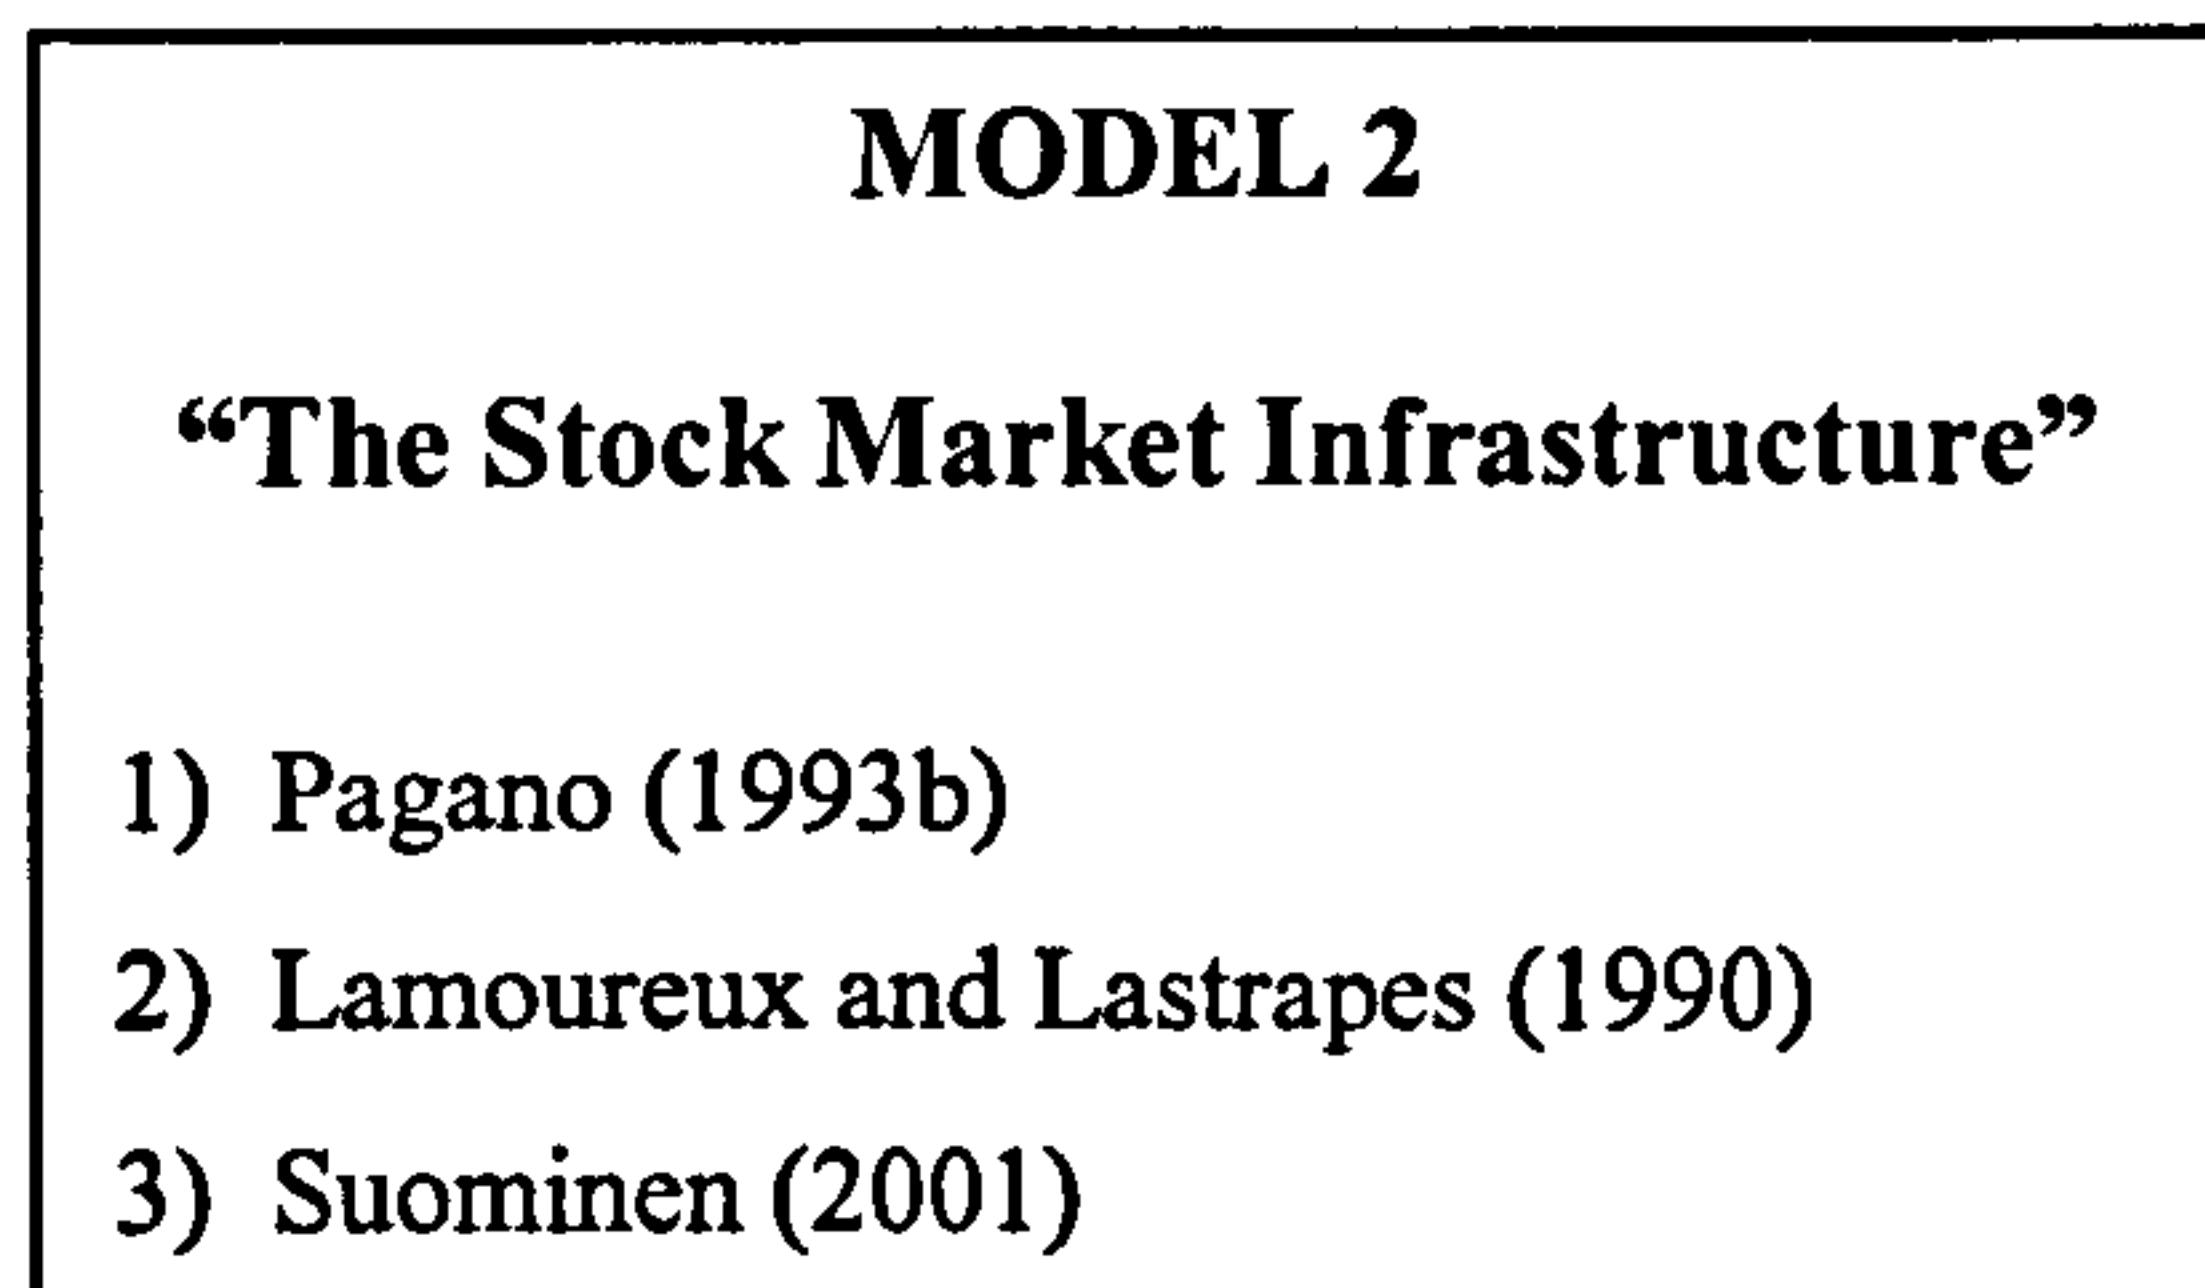 MODEL 2
“The Stock Market Infrastructure”
1) Pagano (1993b)
2) Lamoureux and Lastrapes (1990)
3) Suominen (2001)